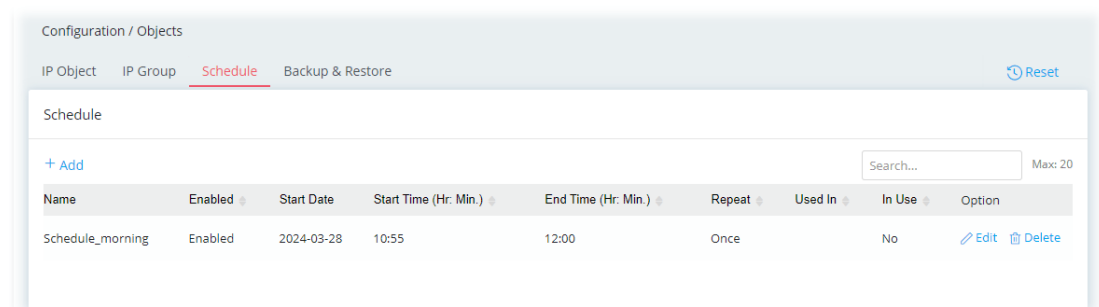 Configuration / Objects
IP Object IP Group Schedule Backup & Restore Reset
Schedule
+ Add Search... Max: 20
Name Enabled Start Date Start Time (Hr: Min.) End Time (Hr: Min.) Repeat Used In In Use Option
Schedule_morning Enabled 2024-03-28 10:55 12:00 Once No Edit Delete